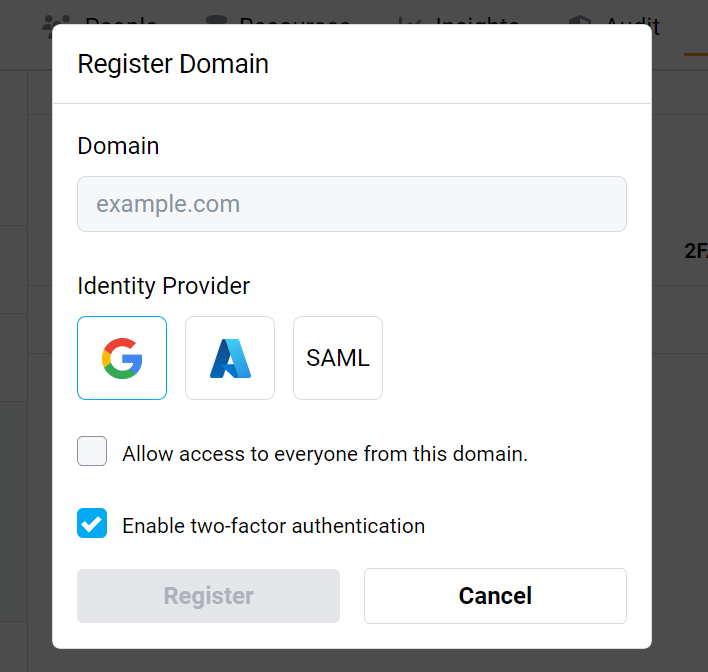 People Resources Insights Audit
Register Domain
Domain
example.com
2FA
Identity Provider
SAML
Allow access to everyone from this domain.
Enable two-factor authentication
Register
Cancel